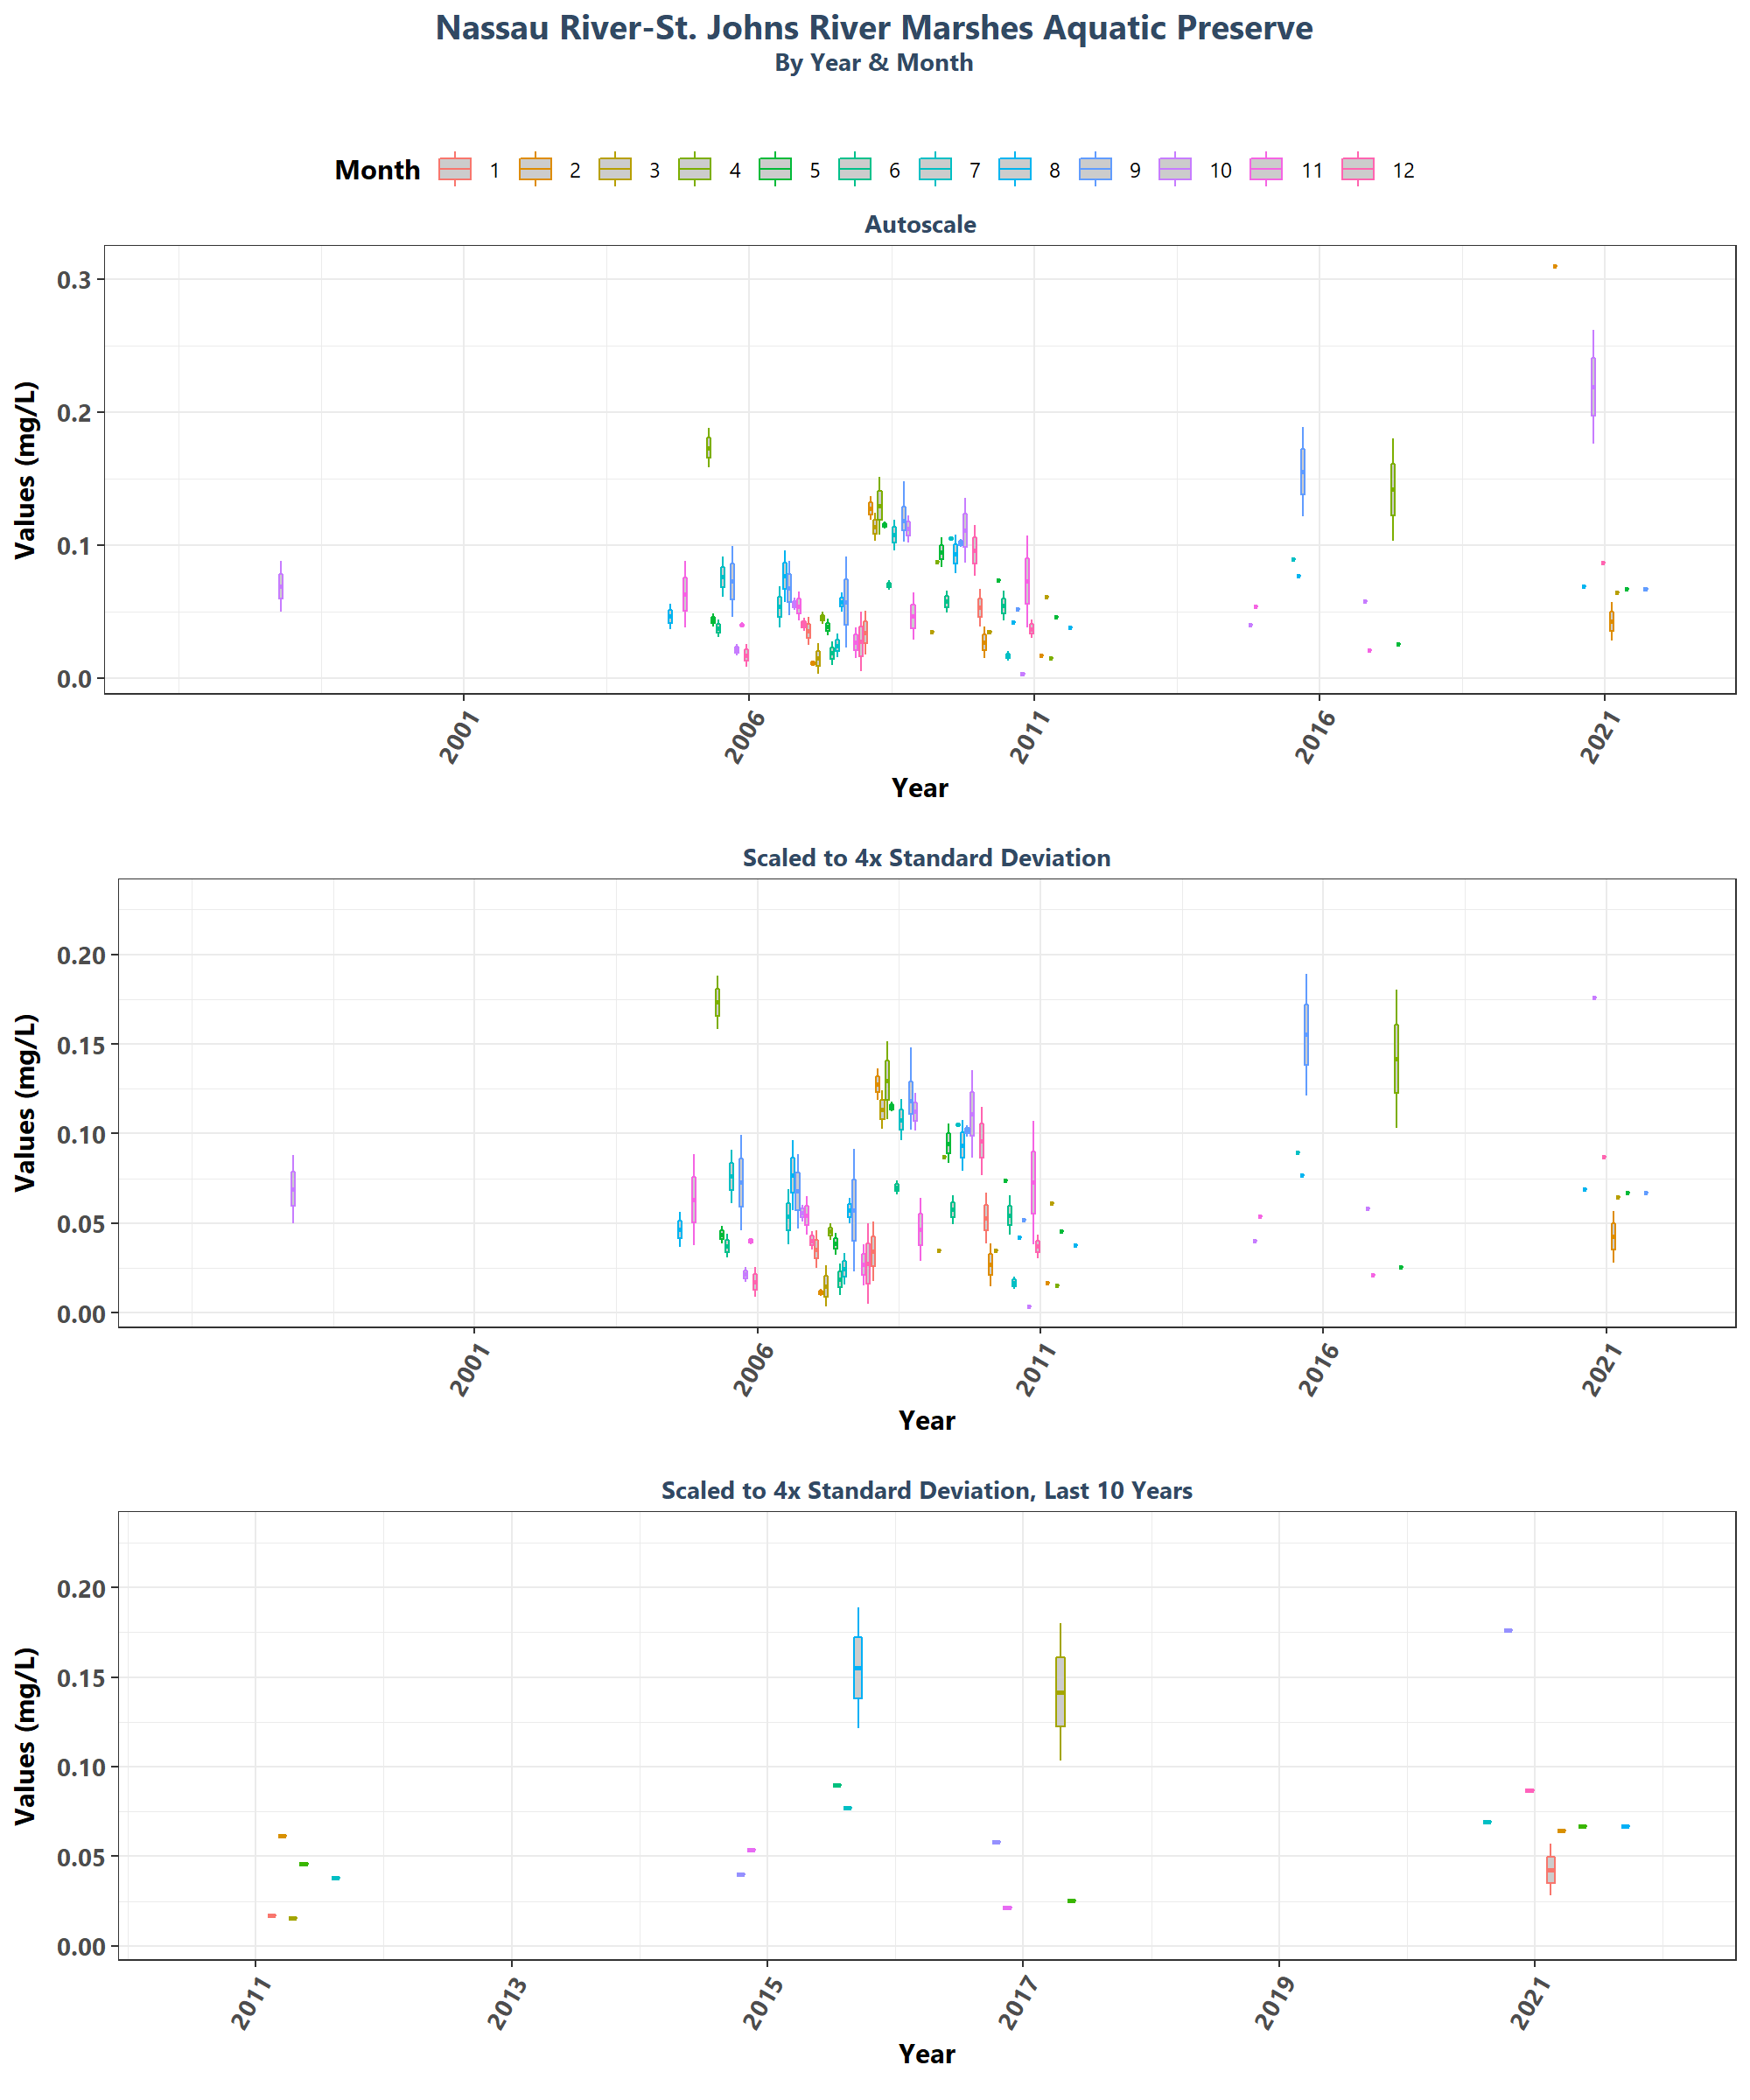 Nassau River-St. Johns River Marshes Aquatic Preserve
By Year & Month
Month 1 2 3 4 5 6 7 8 9 10 11 12
Autoscale
Values (mg/L)
0.3
0.2
0.1
0.0
2001 2006 2011 2016 2021
Year
Scaled to 4x Standard Deviation
Values (mg/L)
0.20
0.15
0.10
0.05
0.00
2001 2006 2011 2016 2021
Year
Scaled to 4x Standard Deviation, Last 10 Years
Values (mg/L)
0.20
0.15
0.10
0.05
0.00
2011 2013 2015 2017 2019 2021
Year